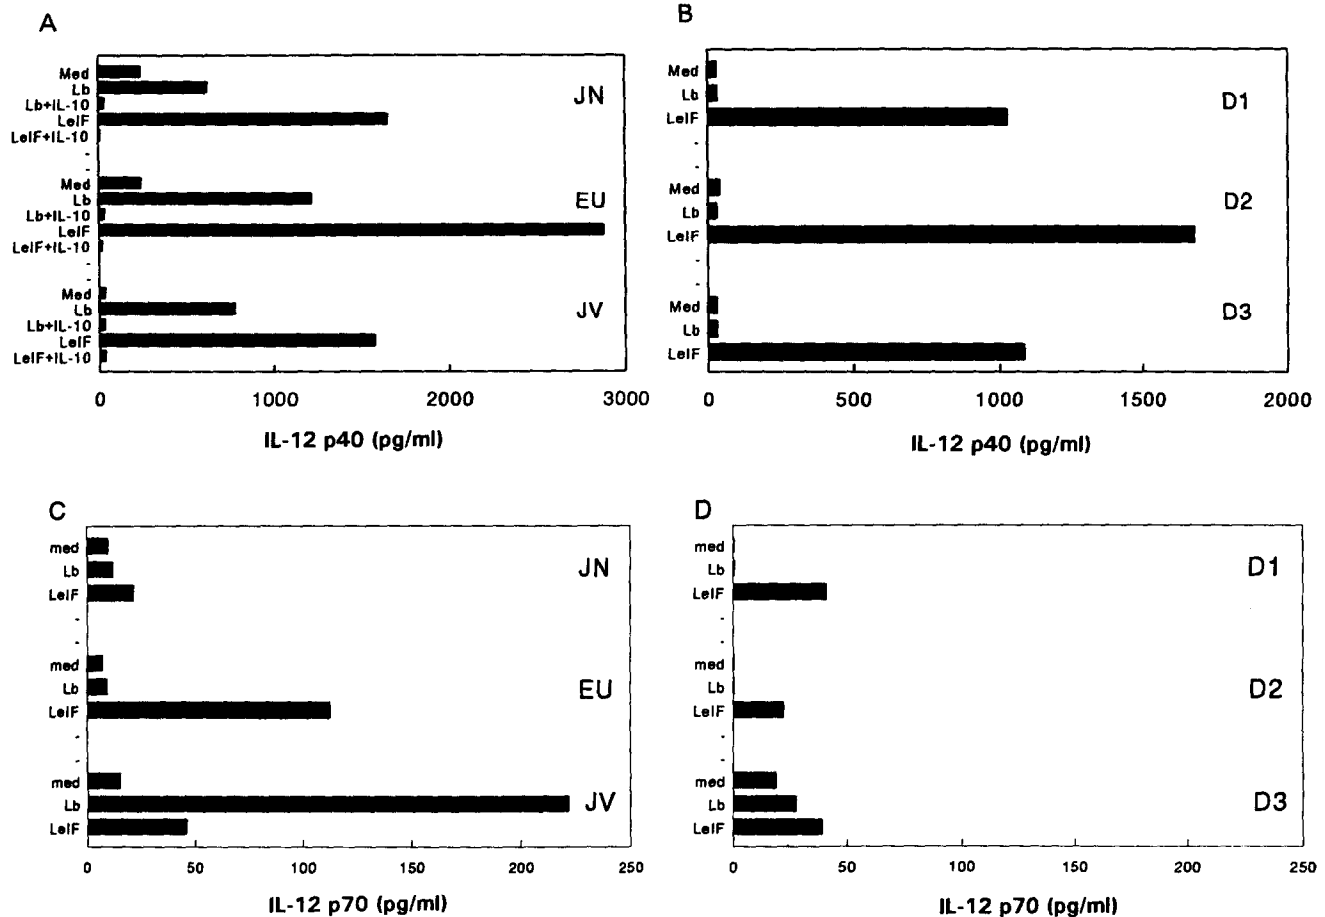 A
Med
Lb
Lb+IL-10
LeIF
LeIF+IL-10
-
-
Med
Lb
Lb+IL-10
LeIF
LeIF+IL-10
-
-
Med
Lb
Lb+IL-10
LeIF
LeIF+IL-10
JN
EU
JV
0 1000 2000 3000
IL-12 p40 (pg/ml)
B
Med
Lb
LeIF
-
-
Med
Lb
LeIF
-
-
Med
Lb
LeIF
D1
D2
D3
0 500 1000 1500 2000
IL-12 p40 (pg/ml)
C
med
Lb
LeIF
-
-
med
Lb
LeIF
-
-
med
Lb
LeIF
JN
EU
JV
0 50 100 150 200 250
IL-12 p70 (pg/ml)
D
med
Lb
LeIF
-
-
med
Lb
LeIF
-
-
med
Lb
LeIF
D1
D2
D3
0 50 100 150 200 250
IL-12 p70 (pg/ml)